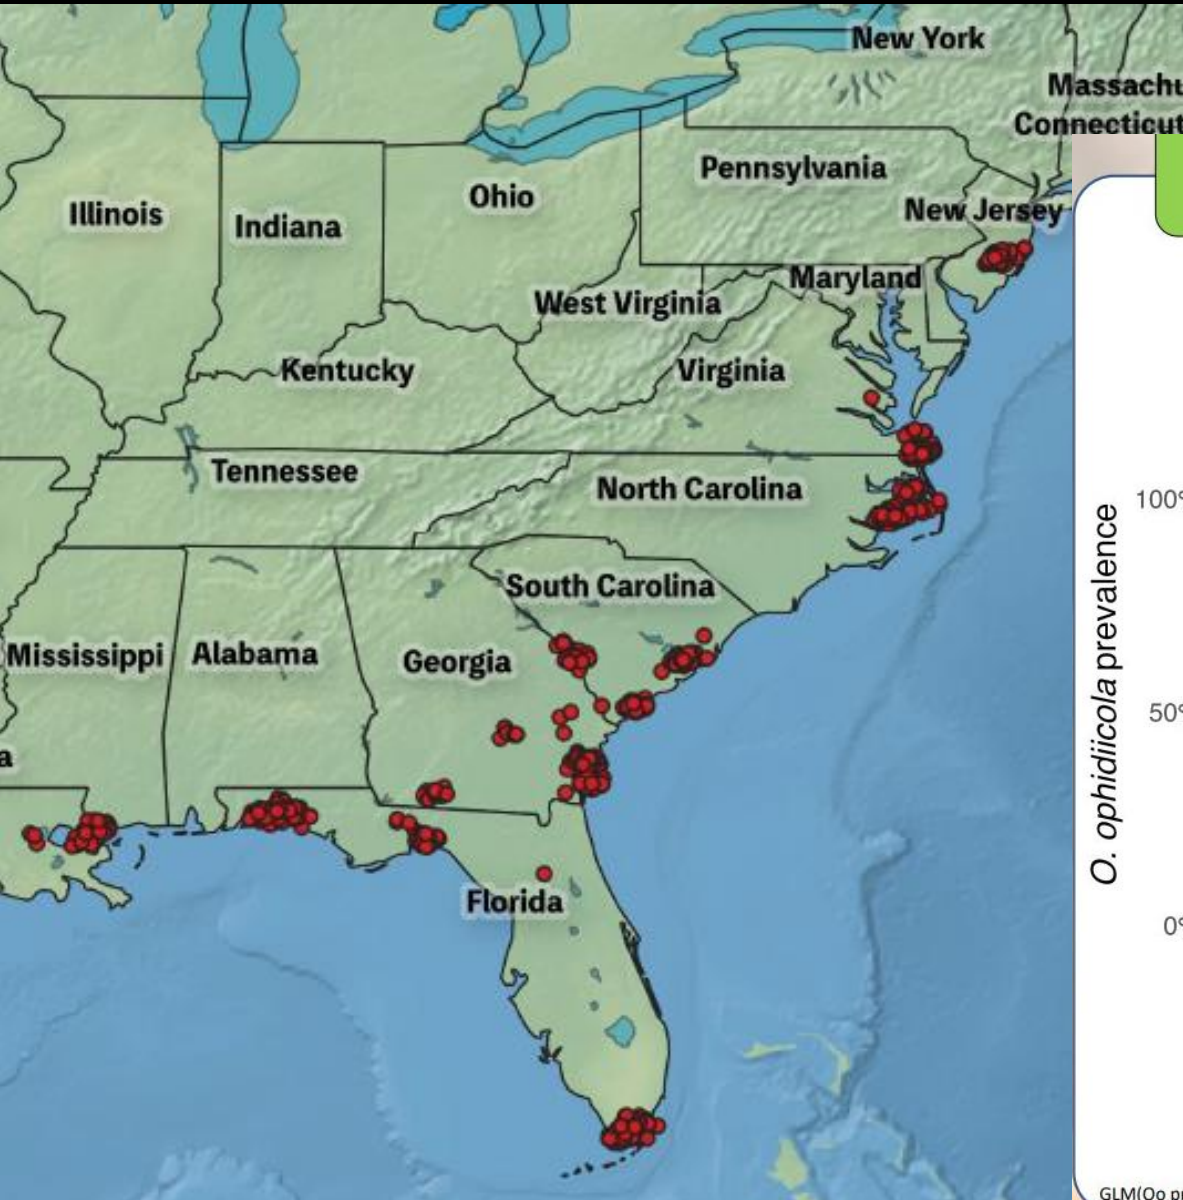 New York
Massachu
Connecticut
Pennsylvania
Ohio
Illinois
Indiana
New Jersey
Maryland
West Virginia
Kentucky
Virginia
Tennessee
North Carolina
South Carolina
Mississippi
Alabama
Georgia
a
Florida
O. ophidiicola prevalence
100%
50%
0%
GLM(Oo pr